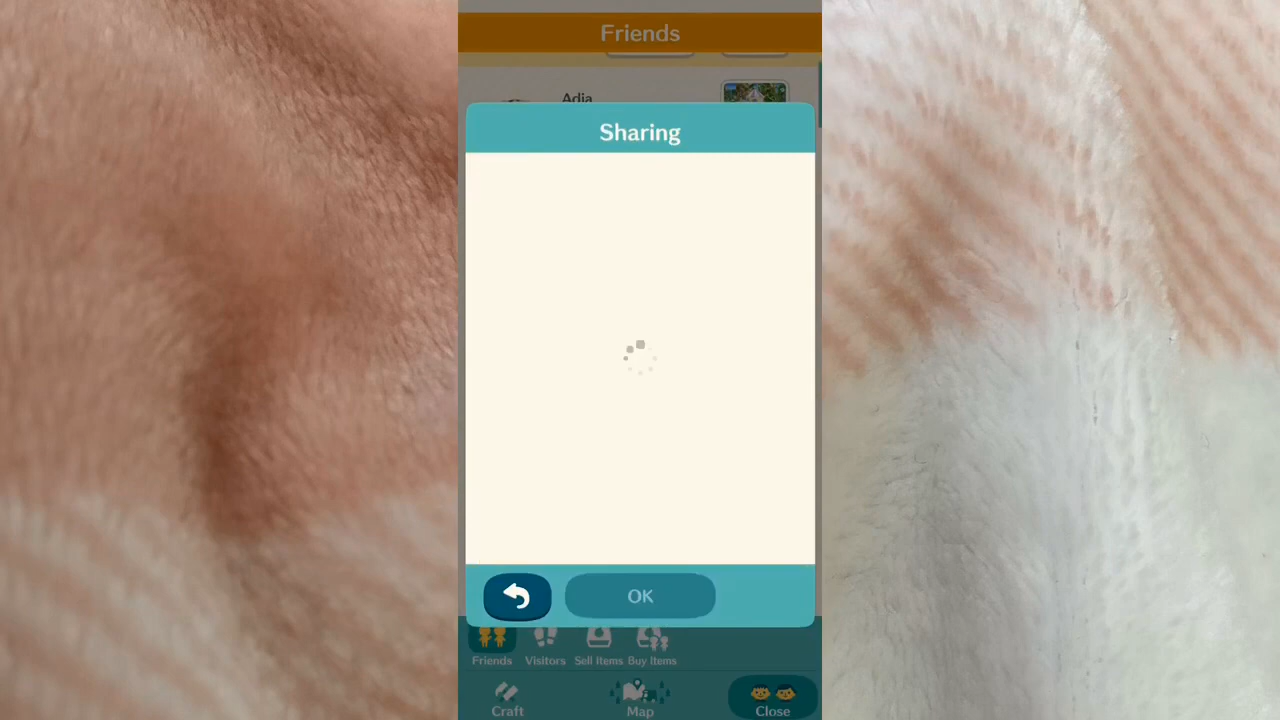 Friends
Adia
Sharing
OK
Friends Visitors Sell Items Buy Items
Craft Map Close